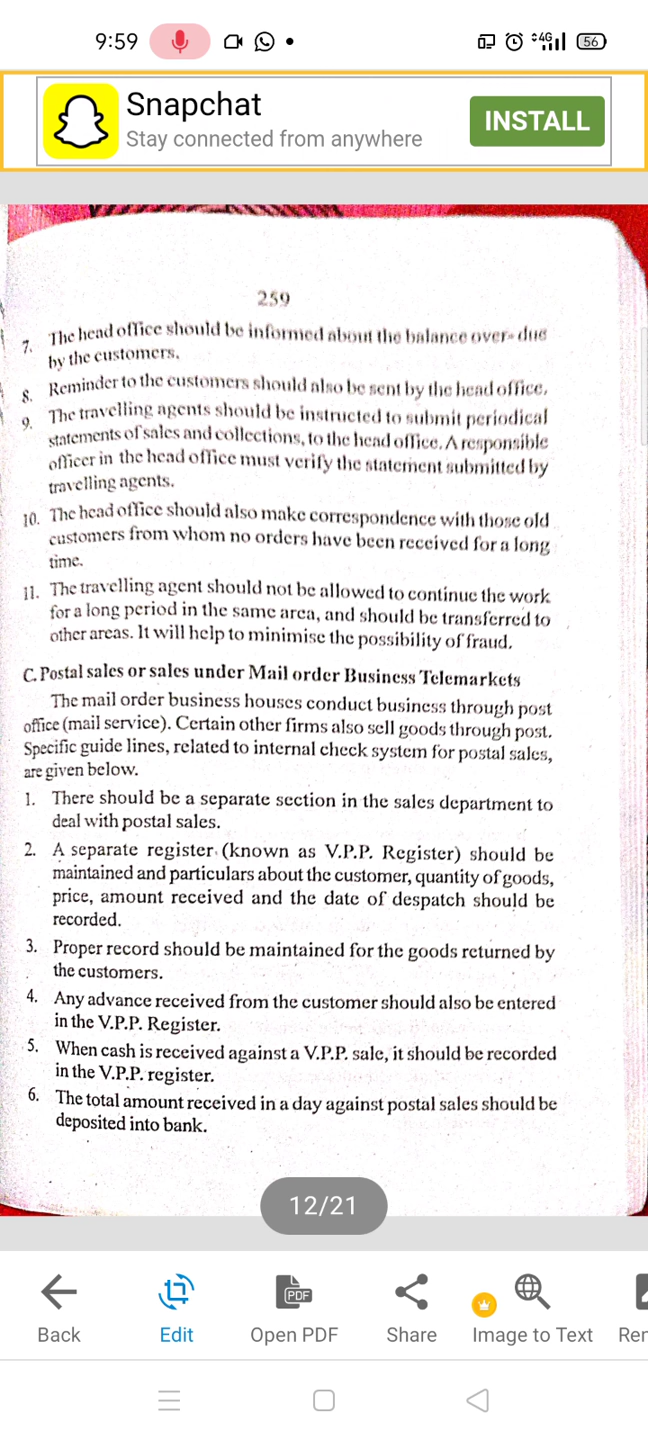 9:59
4G
56
Snapchat
Stay connected from anywhere
INSTALL
259
7. The head office should be informed about the balance over- due
by the customers.
8. Reminder to the customers should also be sent by the head office.
9. The travelling agents should be instructed to submit periodical
statements of sales and collections, to the head office. A responsible
officer in the head office must verify the statement submitted by
travelling agents.
10. The head office should also make correspondence with those old
customers from whom no orders have been received for a long
time.
11. The travelling agent should not be allowed to continue the work
for a long period in the same area, and should be transferred to
other areas. It will help to minimise the possibility of fraud.
C. Postal sales or sales under Mail order Business Telemarkets
The mail order business houses conduct business through post
office (mail service). Certain other firms also sell goods through post.
Specific guide lines, related to internal check system for postal sales,
are given below.
1. There should be a separate section in the sales department to
deal with postal sales.
2. A separate register (known as V.P.P. Register) should be
maintained and particulars about the customer, quantity of goods,
price, amount received and the date of despatch should be
recorded.
3. Proper record should be maintained for the goods returned by
the customers.
4. Any advance received from the customer should also be entered
in the V.P.P. Register.
5. When cash is received against a V.P.P. sale, it should be recorded
in the V.P.P. register.
6. The total amount received in a day against postal sales should be
deposited into bank.
12/21
PDF
Back Edit Open PDF Share Image to Text Rer